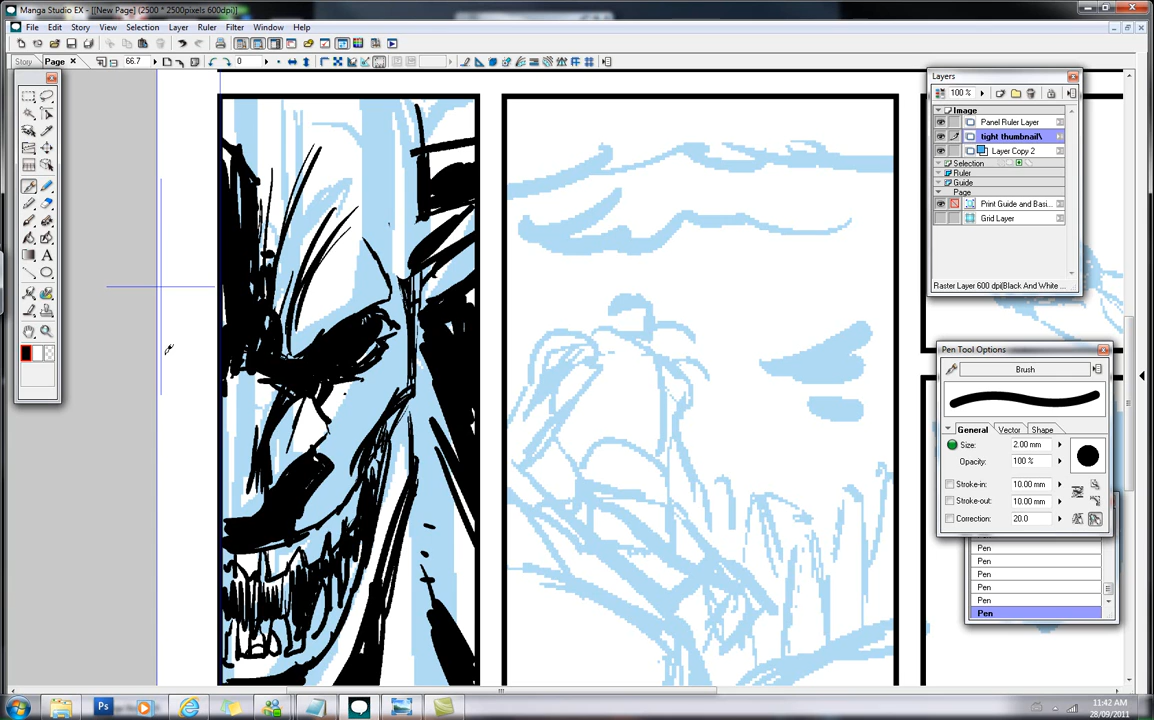 Manga Studio EX - [[New Page] (2500 * 2500pixels 600dpi)]
File Edit Story View Selection Layer Ruler Filter Window Help
Story Page 66.7 0
Layers
100 %
Image
Panel Ruler Layer
tight thumbnail\
Layer Copy 2
Selection
Ruler
Guide
Page
Print Guide and Basi...
Grid Layer
Raster Layer 600 dpi(Black And White ...
Pen Tool Options
Brush
General Vector Shape
Size: 2.00 mm
Opacity: 100 %
Stroke-in: 10.00 mm
Stroke-out: 10.00 mm
Correction: 20.0
Pen
Pen
Pen
Pen
Pen
Pen
A
Ps
11:42 AM
28/09/2011